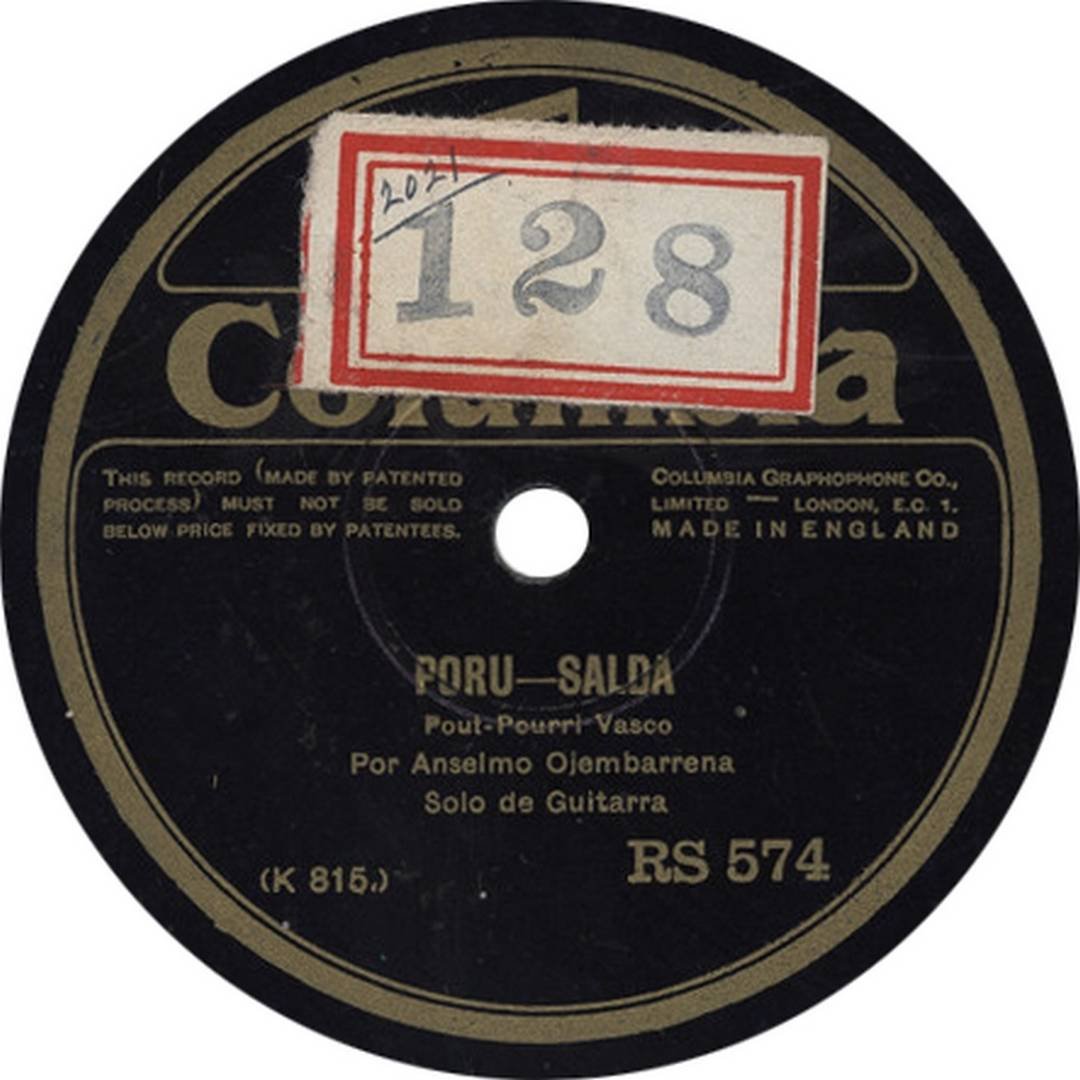 2021
128
Columbia
THIS RECORD (MADE BY PATENTED
PROCESS) MUST NOT BE SOLD
BELOW PRICE FIXED BY PATENTEES.
COLUMBIA GRAPHOPHONE CO.,
LIMITED — LONDON, E.C. 1.
MADE IN ENGLAND
PORU—SALDA
Pout-Pourri Vasco
Por Anselmo Ojembarrena
Solo de Guitarra
RS 574
(K 815.)